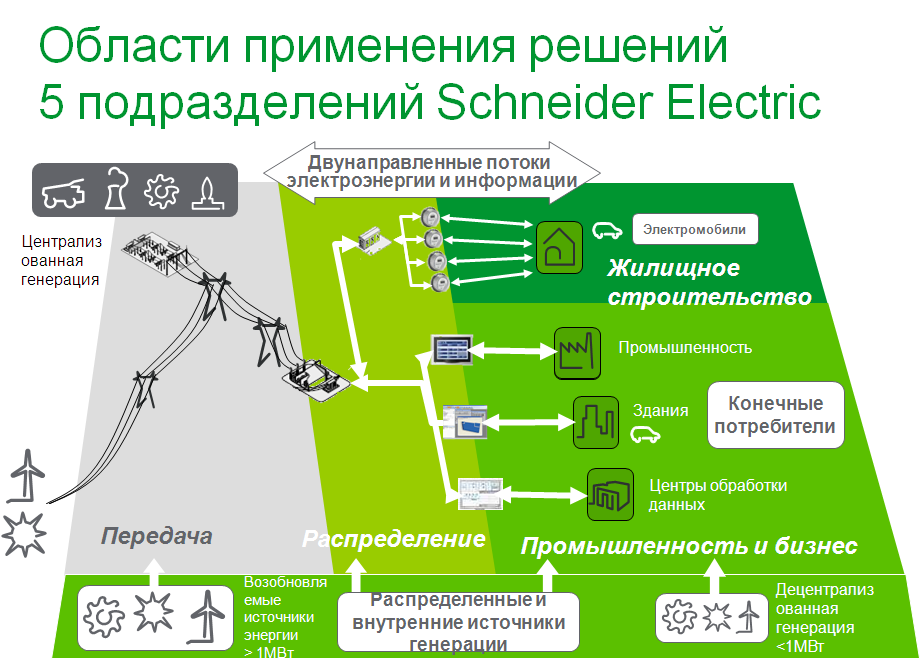 Области применения решений
5 подразделений Schneider Electric
Двунаправленные потоки
электроэнергии и информации
Централиз
ованная
генерация
Электромобили
Жилищное
строительство
Промышленность
Здания
Конечные
потребители
Центры обработки
данных
Передача
Распределение
Промышленность и бизнес
Возобновля
емые
источники
энергии
> 1МВт
Распределенные и
внутренние источники
генерации
Децентрализ
ованная
генерация
<1МВт